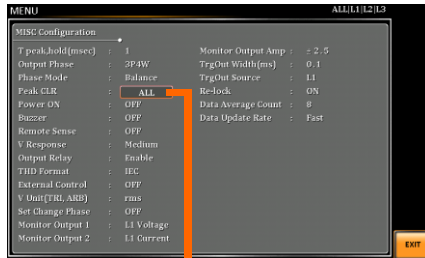 MENU ALL|L1|L2|L3
MISC Configuration
T peak,hold(msec) : 1 Monitor Output Amp : ± 2.5
Output Phase : 3P4W TrgOut Width(ms) : 0.1
Phase Mode : Balance TrgOut Source : L1
Peak CLR : ALL Re-lock : ON
Power ON : OFF Data Average Count : 8
Buzzer : OFF Data Update Rate : Fast
Remote Sense : OFF
V Response : Medium
Output Relay : Enable
THD Format : IEC
External Control : OFF
V Unit(TRI, ARB) : rms
Set Change Phase : OFF
Monitor Output 1 : L1 Voltage
Monitor Output 2 : L1 Current
EXIT